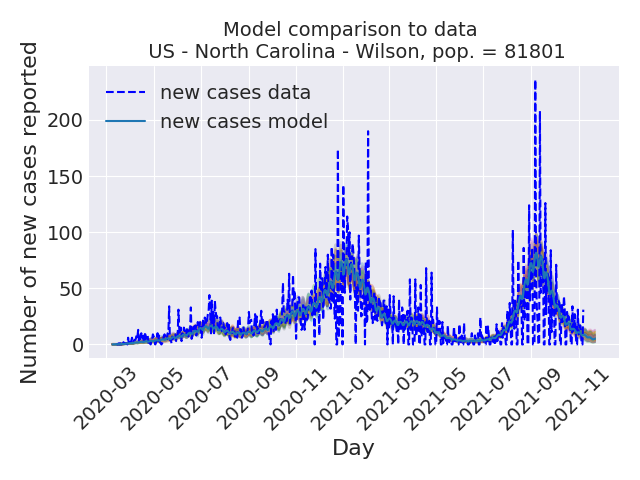 Model comparison to data
US - North Carolina - Wilson, pop. = 81801
Number of new cases reported
new cases data
new cases model
200
150
100
50
0
2020-03
2020-05
2020-07
2020-09
2020-11
2021-01
2021-03
2021-05
2021-07
2021-09
2021-11
Day